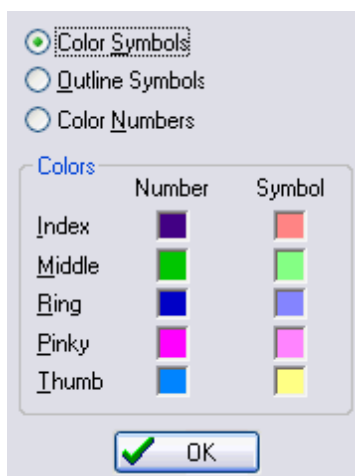 Color Symbols
Outline Symbols
Color Numbers
Colors
Number Symbol
Index
Middle
Ring
Pinky
Thumb
OK